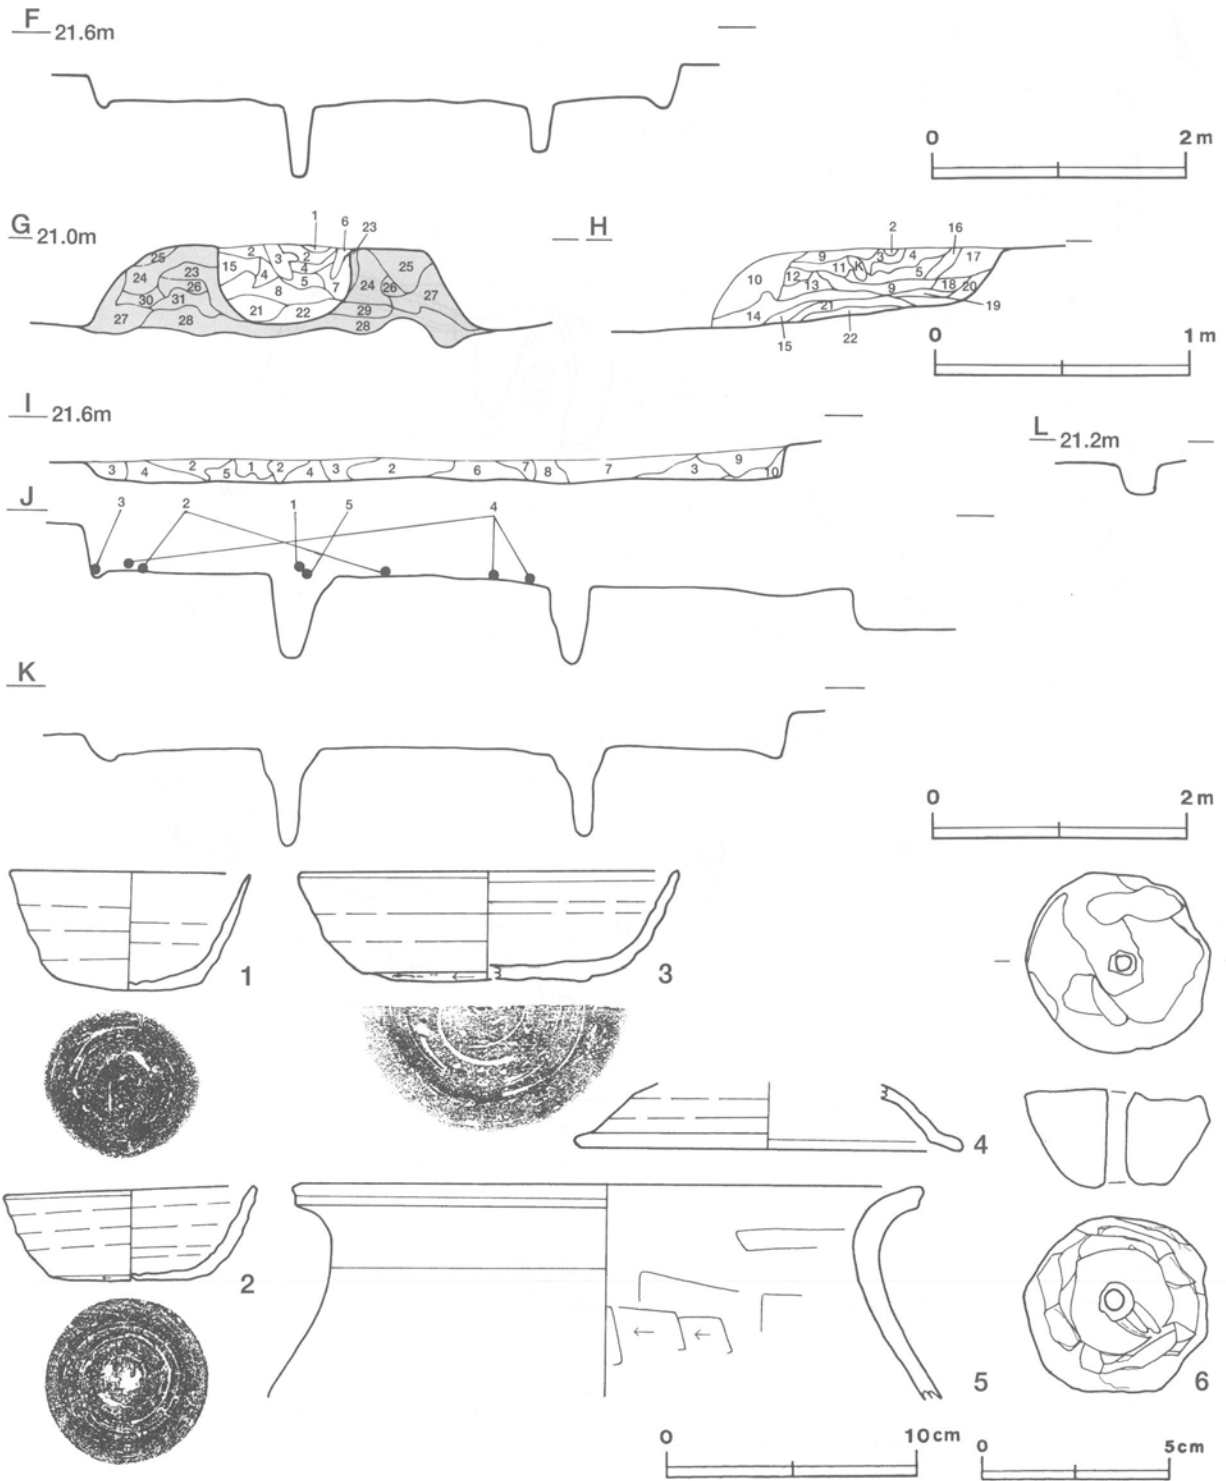 F
21.6m
0 2m
G 21.0m
1 6 23
25 2 3 2 4 25
24 23 15 4 5 24 26
26 8 7 27
30 31 29
27 28 21 22 28
H
2 16
9 3 4 17
10 11 K 5
12 13 9 18 20
14 21 19
15 22
0 1m
I 21.6m
3 4 2 5 1 2 4 3 2 6 7 8 7 3 9 10
L 21.2m
J
3 2 1 5 4
K
0 2m
1
3
4
2
5
6
0 10cm
0 5cm